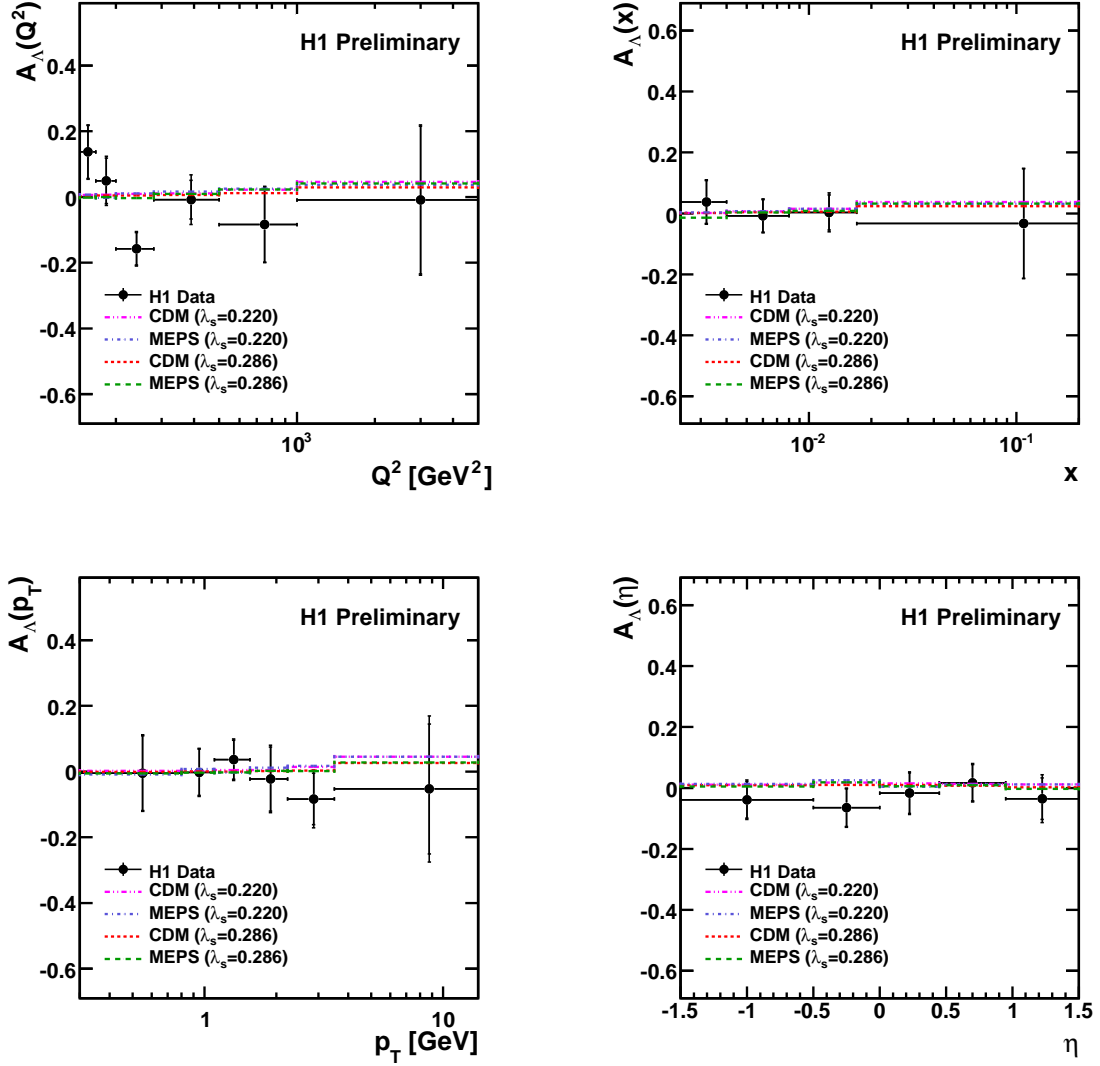 A_Λ(Q²)
H1 Preliminary
0.4
0.2
0
-0.2
-0.4
-0.6
H1 Data
CDM (λ_s=0.220)
MEPS (λ_s=0.220)
CDM (λ_s=0.286)
MEPS (λ_s=0.286)
10³
Q² [GeV²]
A_Λ(x)
H1 Preliminary
0.6
0.4
0.2
0
-0.2
-0.4
-0.6
H1 Data
CDM (λ_s=0.220)
MEPS (λ_s=0.220)
CDM (λ_s=0.286)
MEPS (λ_s=0.286)
10⁻² 10⁻¹
x
A_Λ(p_T)
H1 Preliminary
0.4
0.2
0
-0.2
-0.4
-0.6
H1 Data
CDM (λ_s=0.220)
MEPS (λ_s=0.220)
CDM (λ_s=0.286)
MEPS (λ_s=0.286)
1 10
p_T [GeV]
A_Λ(η)
H1 Preliminary
0.6
0.4
0.2
0
-0.2
-0.4
-0.6
H1 Data
CDM (λ_s=0.220)
MEPS (λ_s=0.220)
CDM (λ_s=0.286)
MEPS (λ_s=0.286)
-1.5 -1 -0.5 0 0.5 1 1.5
η